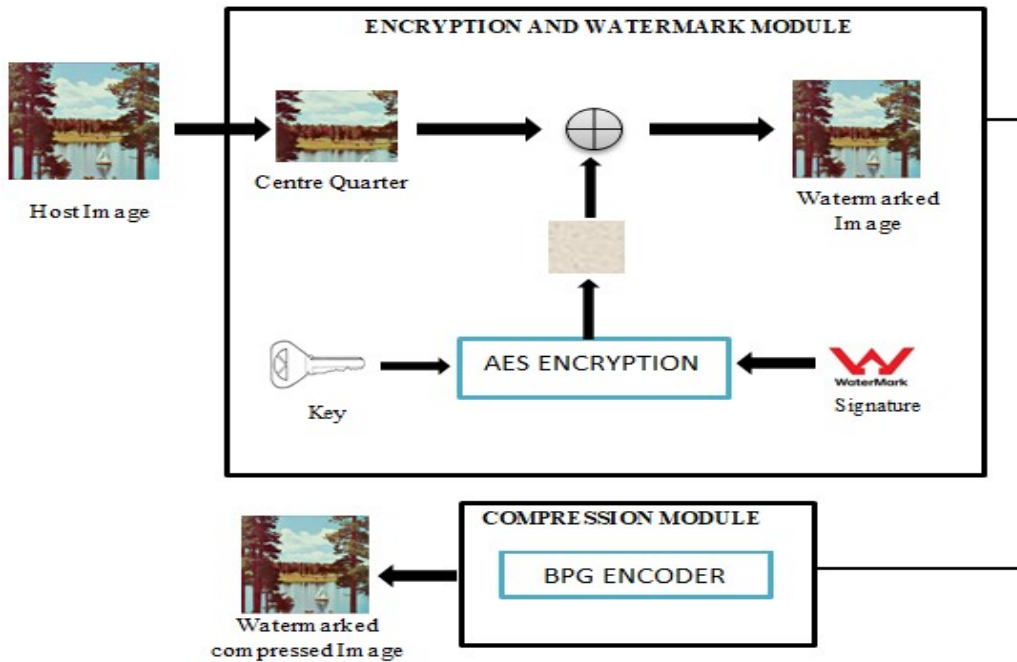 ENCRYPTION AND WATERMARK MODULE
Host Image
Centre Quarter
Watermarked
Image
AES ENCRYPTION
Key
WaterMark
Signature
COMPRESSION MODULE
BPG ENCODER
Watermarked
compressed Image